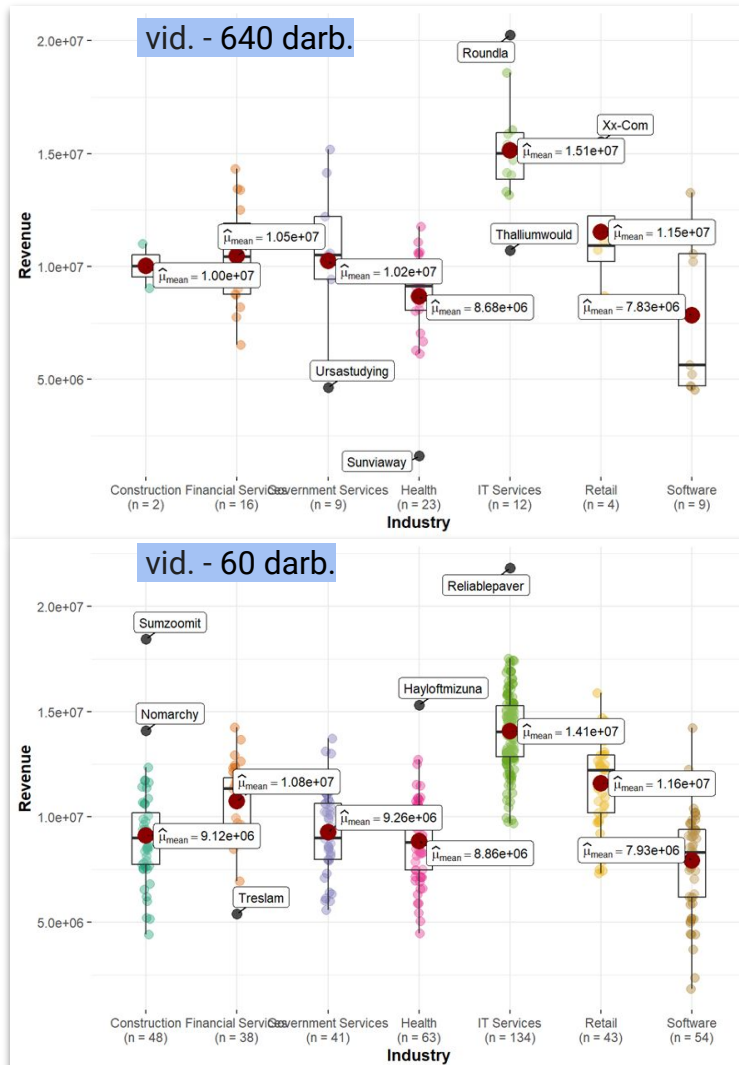 vid. - 640 darb.
2.0e+07
Roundla
Xx-Com
1.5e+07
μ̂mean = 1.51e+07
Thalliumwould
μ̂mean = 1.05e+07
μ̂mean = 1.15e+07
Revenue
1.0e+07
μ̂mean = 1.00e+07
μ̂mean = 1.02e+07
μ̂mean = 8.68e+06
μ̂mean = 7.83e+06
5.0e+06
Ursastudying
Sunviaway
Construction Financial Services Government Services Health IT Services Retail Software
(n = 2) (n = 16) (n = 9) (n = 23) (n = 12) (n = 4) (n = 9)
Industry
vid. - 60 darb.
Reliablepaver
2.0e+07
Sumzoomit
Hayloftmizuna
1.5e+07
Nomarchy
μ̂mean = 1.41e+07
μ̂mean = 1.08e+07
μ̂mean = 1.16e+07
Revenue
1.0e+07
μ̂mean = 9.12e+06
μ̂mean = 9.26e+06
μ̂mean = 8.86e+06
μ̂mean = 7.93e+06
Treslam
5.0e+06
Construction Financial Services Government Services Health IT Services Retail Software
(n = 48) (n = 38) (n = 41) (n = 63) (n = 134) (n = 43) (n = 54)
Industry